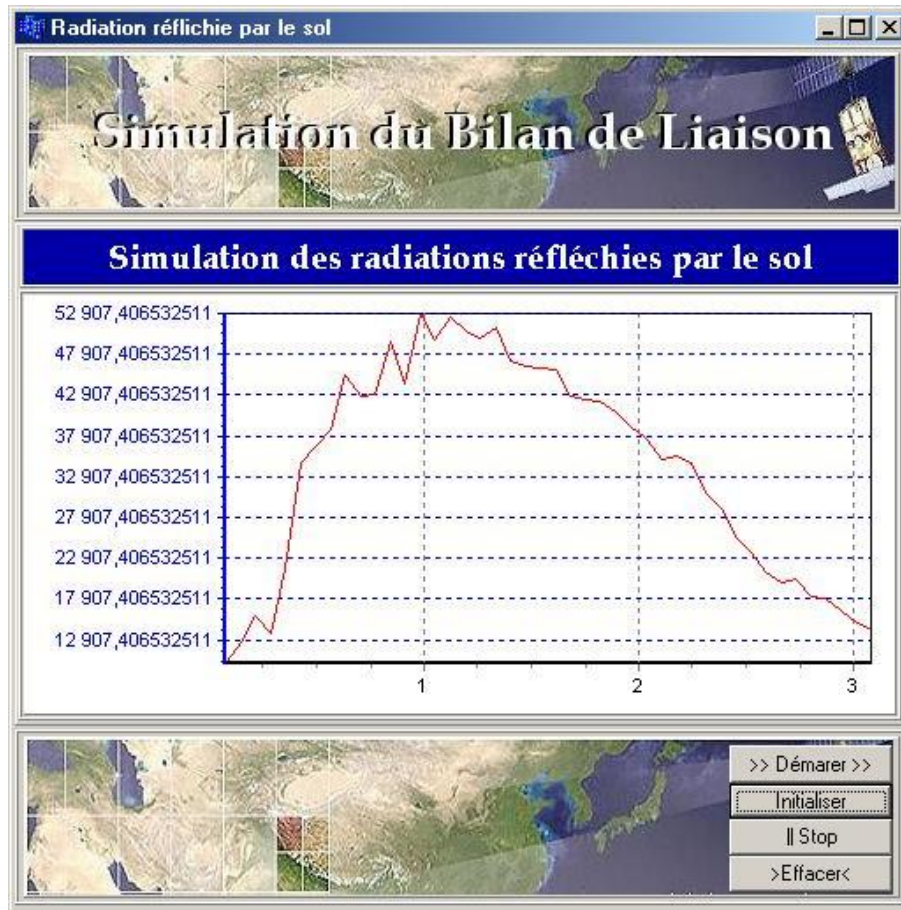 Radiation réflichie par le sol
Simulation du Bilan de Liaison
Simulation des radiations réfléchies par le sol
52 907,406532511
47 907,406532511
42 907,406532511
37 907,406532511
32 907,406532511
27 907,406532511
22 907,406532511
17 907,406532511
12 907,406532511
1 2 3
>> Démarer >>
Initialiser
|| Stop
>Effacer<